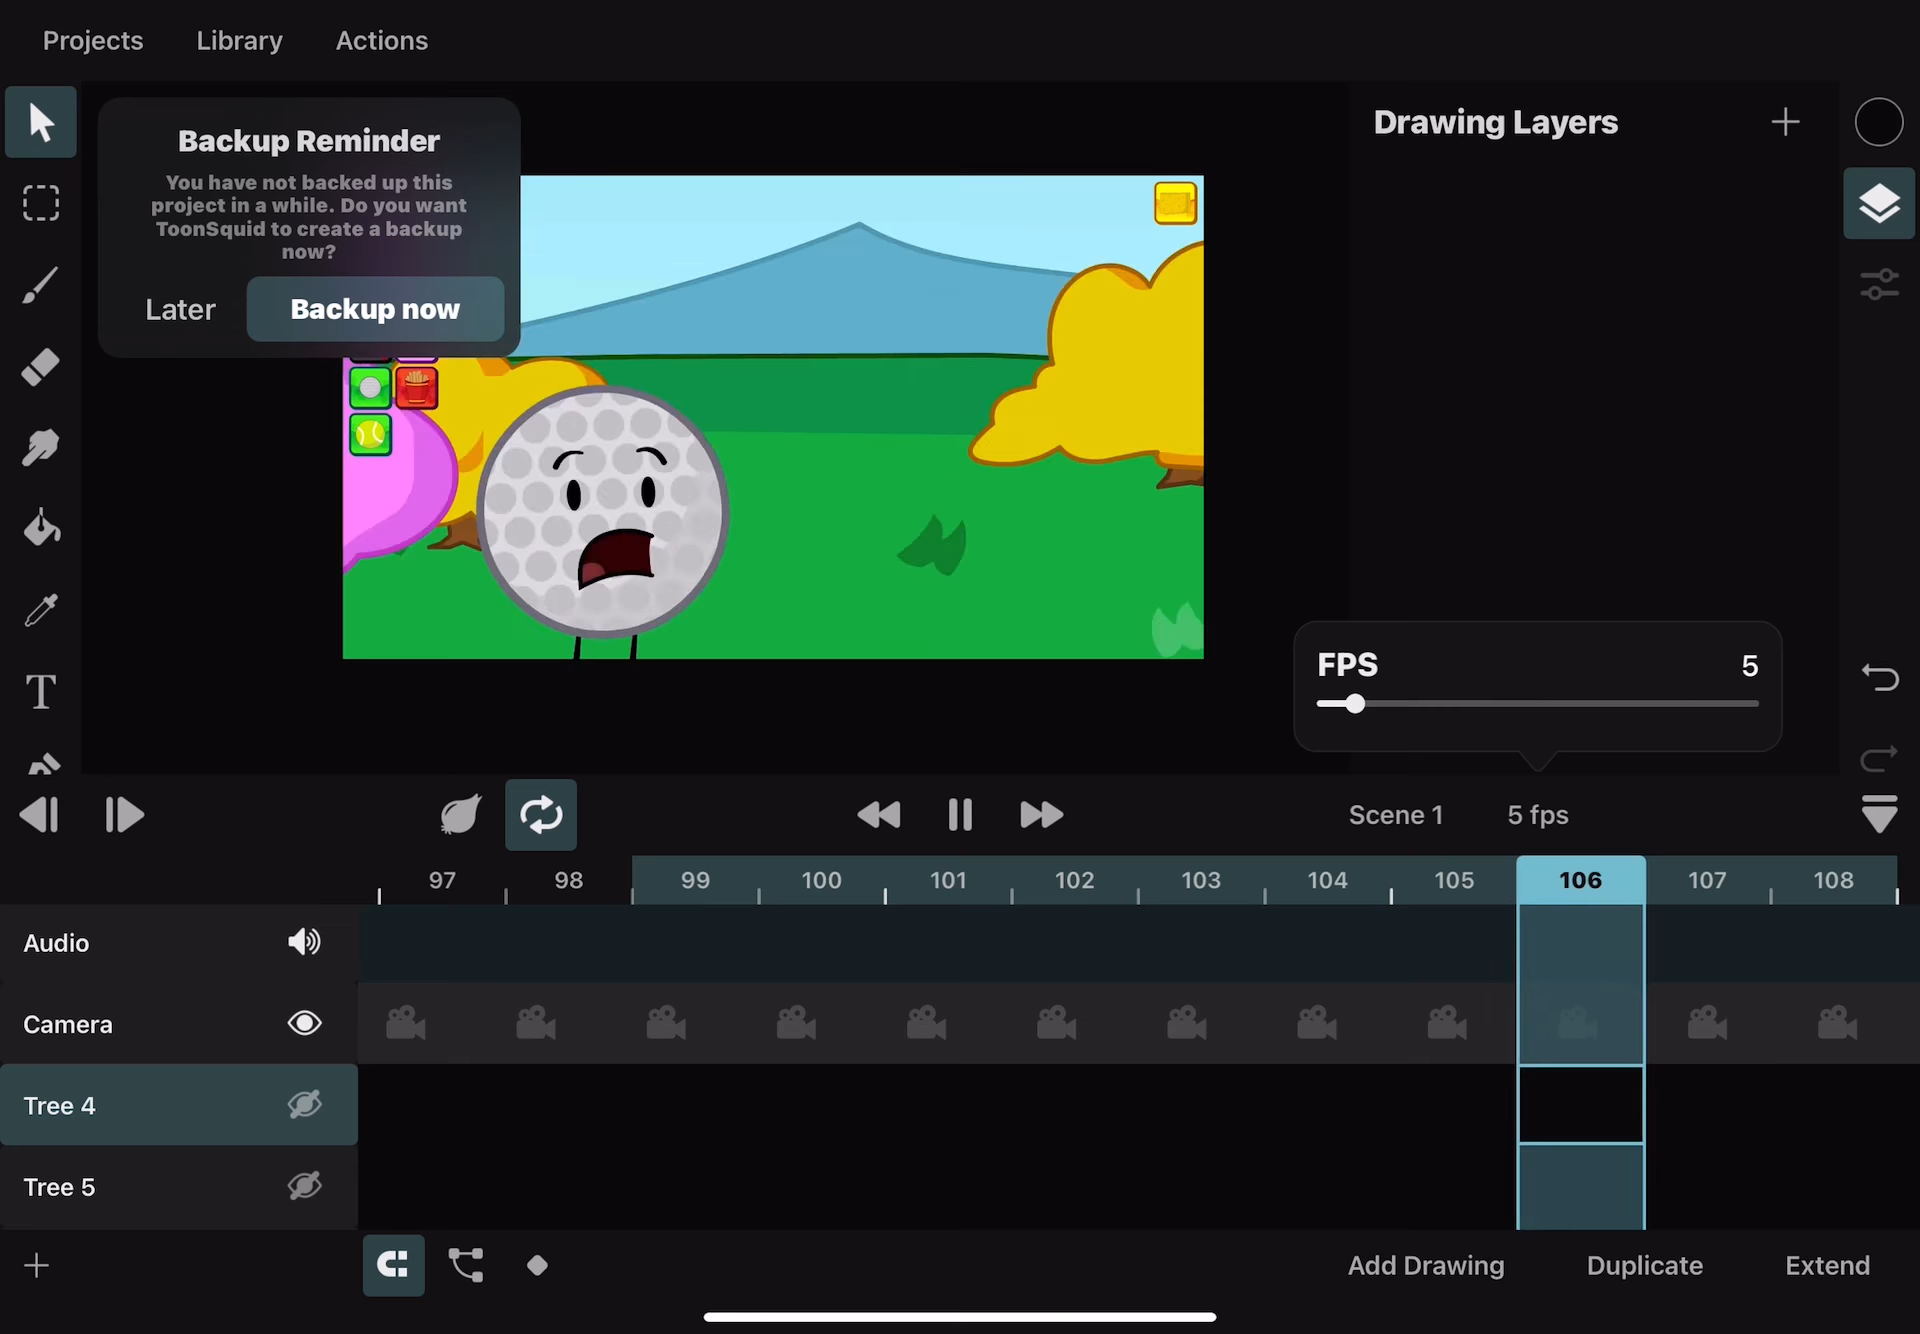 Projects Library Actions
Backup Reminder
You have not backed up this
project in a while. Do you want
ToonSquid to create a backup
now?
Later Backup now
Drawing Layers
FPS 5
T
Scene 1 5 fps
97 98 99 100 101 102 103 104 105 106 107 108
Audio
Camera
Tree 4
Tree 5
Add Drawing Duplicate Extend